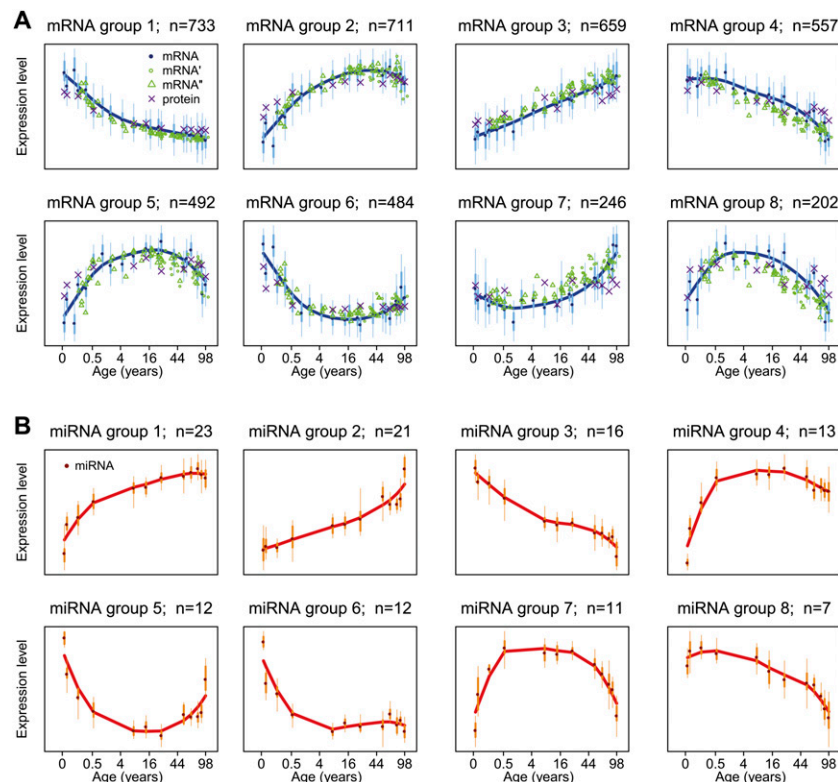 A
mRNA group 1; n=733
mRNA group 2; n=711
mRNA group 3; n=659
mRNA group 4; n=557
Expression level
mRNA
mRNA'
mRNA"
protein
mRNA group 5; n=492
mRNA group 6; n=484
mRNA group 7; n=246
mRNA group 8; n=202
Expression level
0 0.5 4 16 44 98
0 0.5 4 16 44 98
0 0.5 4 16 44 98
0 0.5 4 16 44 98
Age (years)
Age (years)
Age (years)
Age (years)
B
miRNA group 1; n=23
miRNA group 2; n=21
miRNA group 3; n=16
miRNA group 4; n=13
Expression level
miRNA
miRNA group 5; n=12
miRNA group 6; n=12
miRNA group 7; n=11
miRNA group 8; n=7
Expression level
0 0.5 4 16 44 98
0 0.5 4 16 44 98
0 0.5 4 16 44 98
0 0.5 4 16 44 98
Age (years)
Age (years)
Age (years)
Age (years)